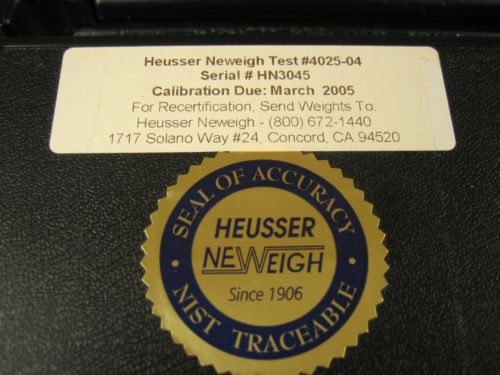 Heusser Neweigh Test #4025-04
Serial # HN3045
Calibration Due: March 2005
For Recertification, Send Weights To:
Heusser Neweigh - (800) 672-1440
1717 Solano Way #24, Concord, CA 94520
SEAL OF ACCURACY
HEUSSER
NEWEIGH
Since 1906
NIST TRACEABLE